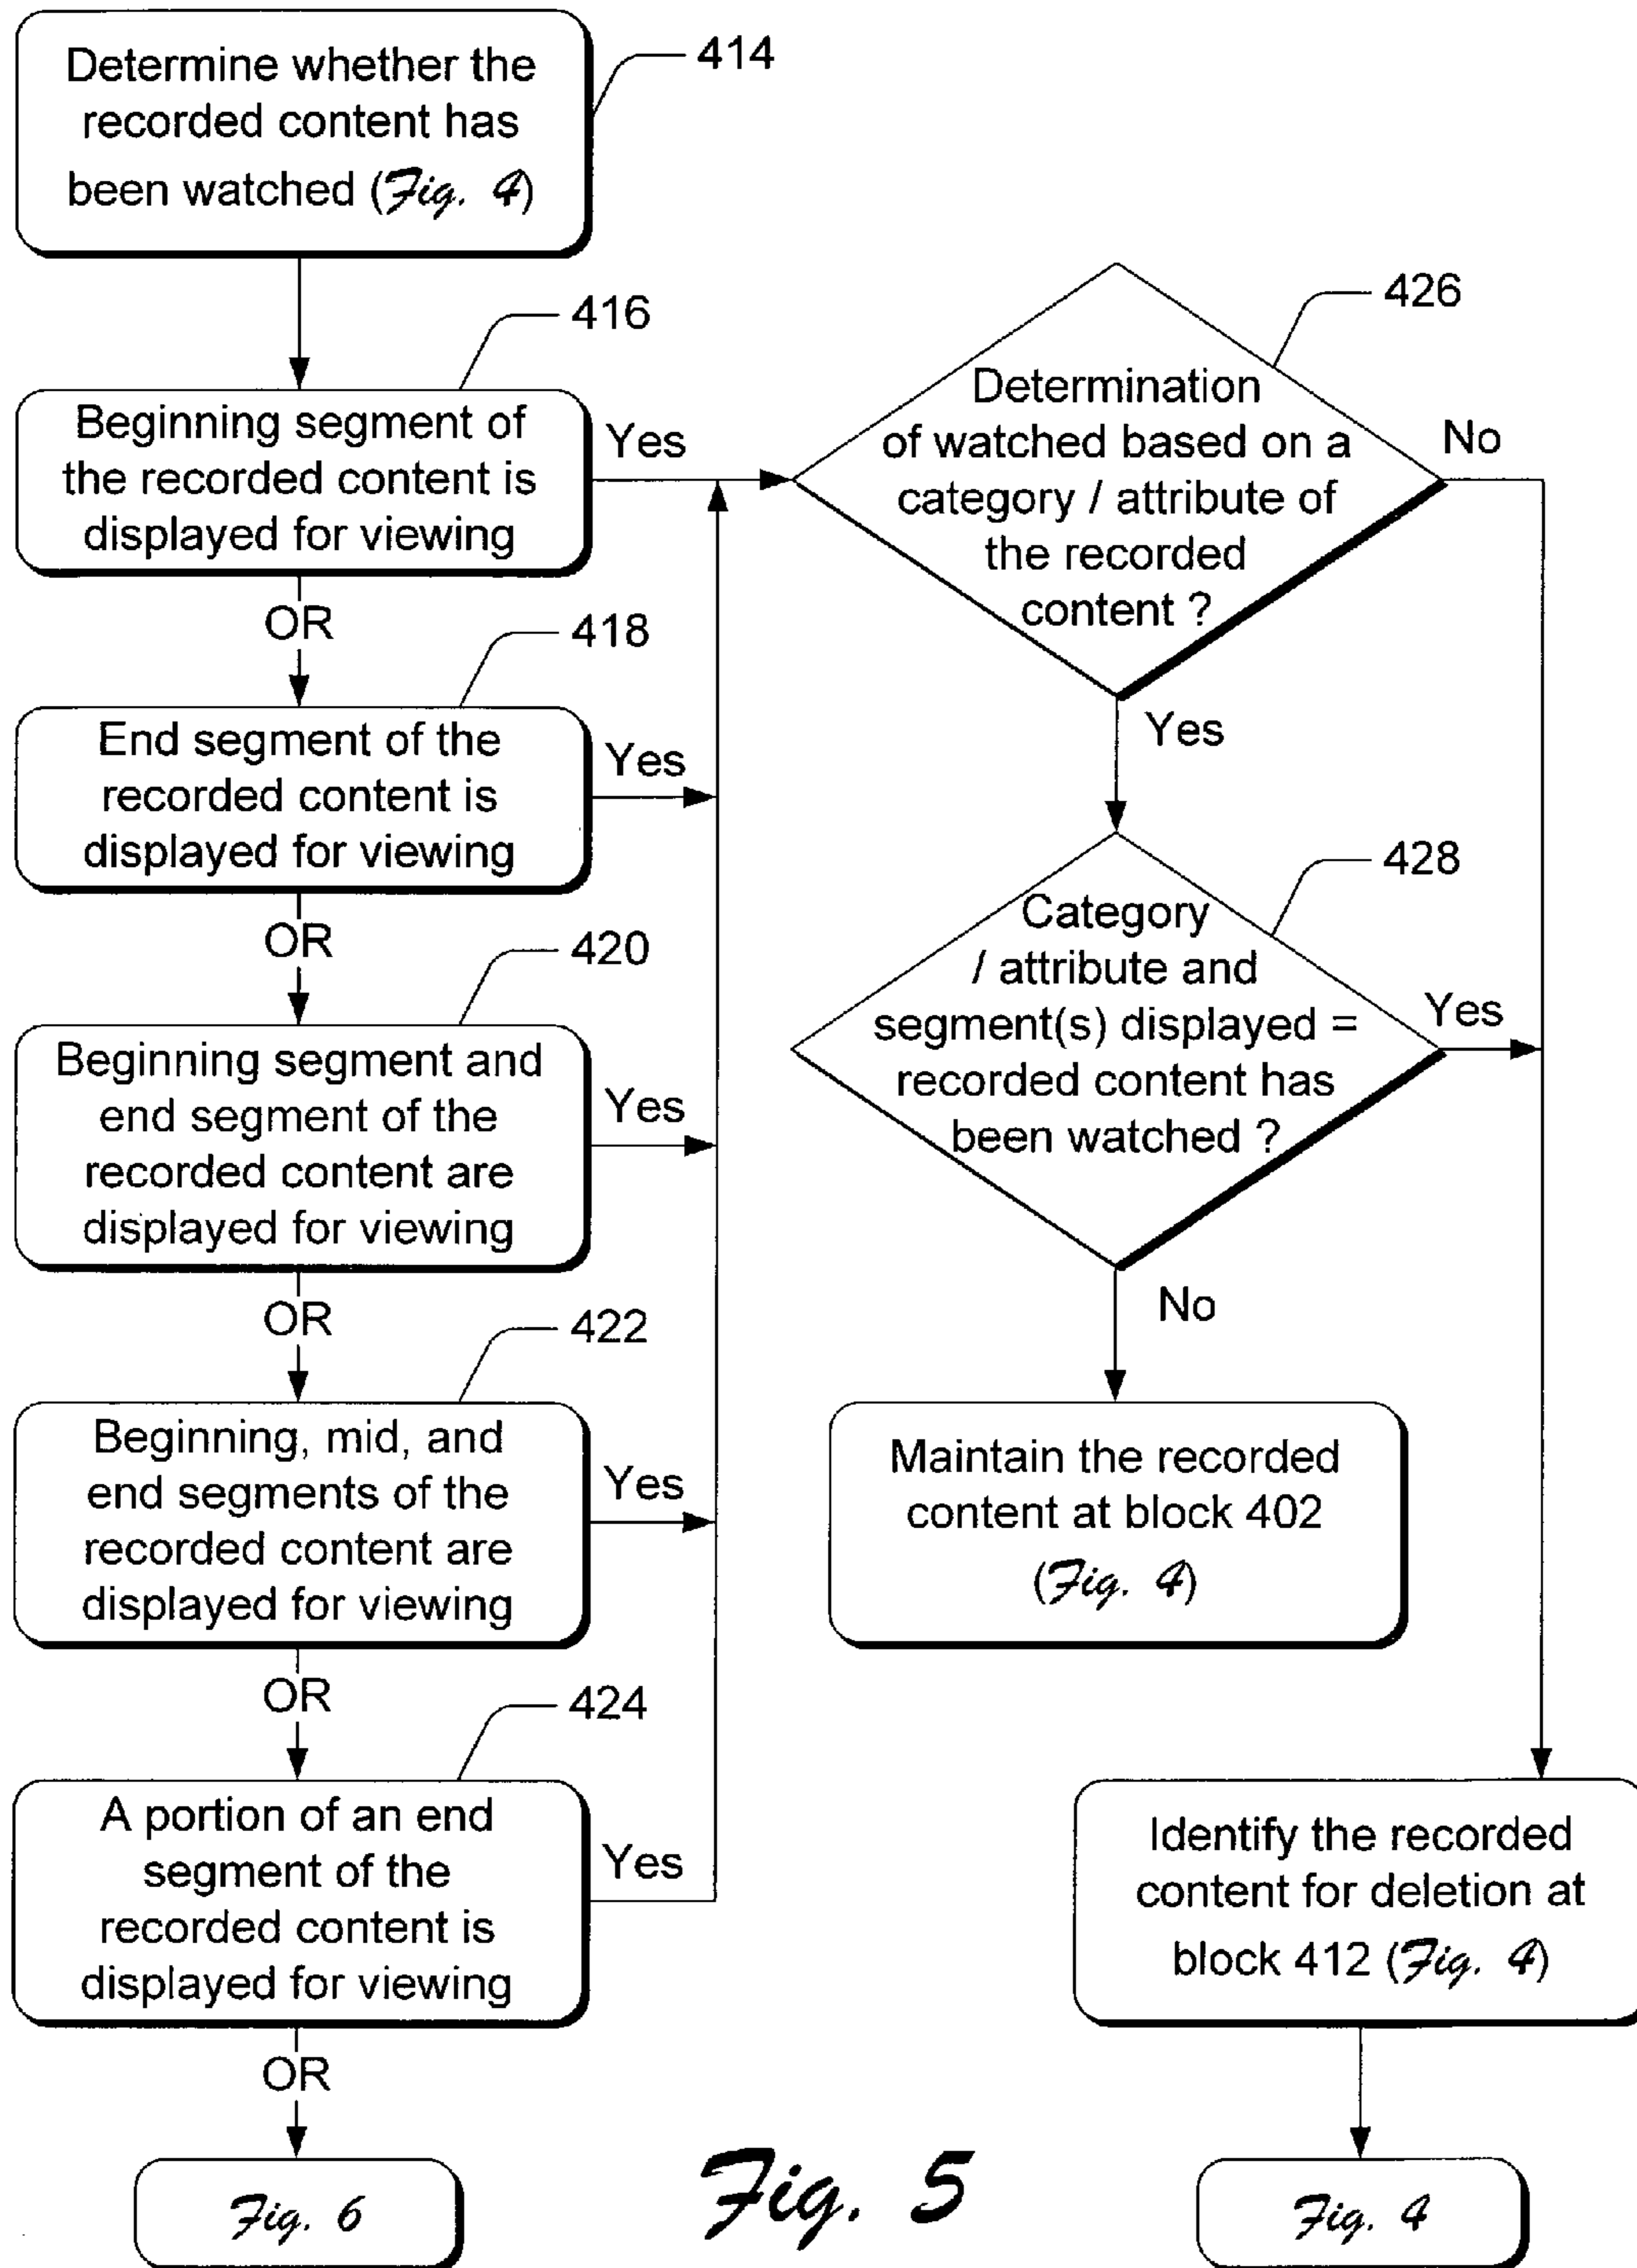 Determine whether the
recorded content has
been watched (Fig. 4)
414
416
Beginning segment of
the recorded content is
displayed for viewing
Yes
OR
418
End segment of the
recorded content is
displayed for viewing
Yes
OR
420
Beginning segment and
end segment of the
recorded content are
displayed for viewing
Yes
OR
422
Beginning, mid, and
end segments of the
recorded content are
displayed for viewing
Yes
OR
424
A portion of an end
segment of the
recorded content is
displayed for viewing
Yes
OR
Fig. 6
426
Determination
of watched based on a
category / attribute of
the recorded
content ?
No
Yes
428
Category
/ attribute and
segment(s) displayed =
recorded content has
been watched ?
Yes
No
Maintain the recorded
content at block 402
(Fig. 4)
Identify the recorded
content for deletion at
block 412 (Fig. 4)
Fig. 4
Fig. 5